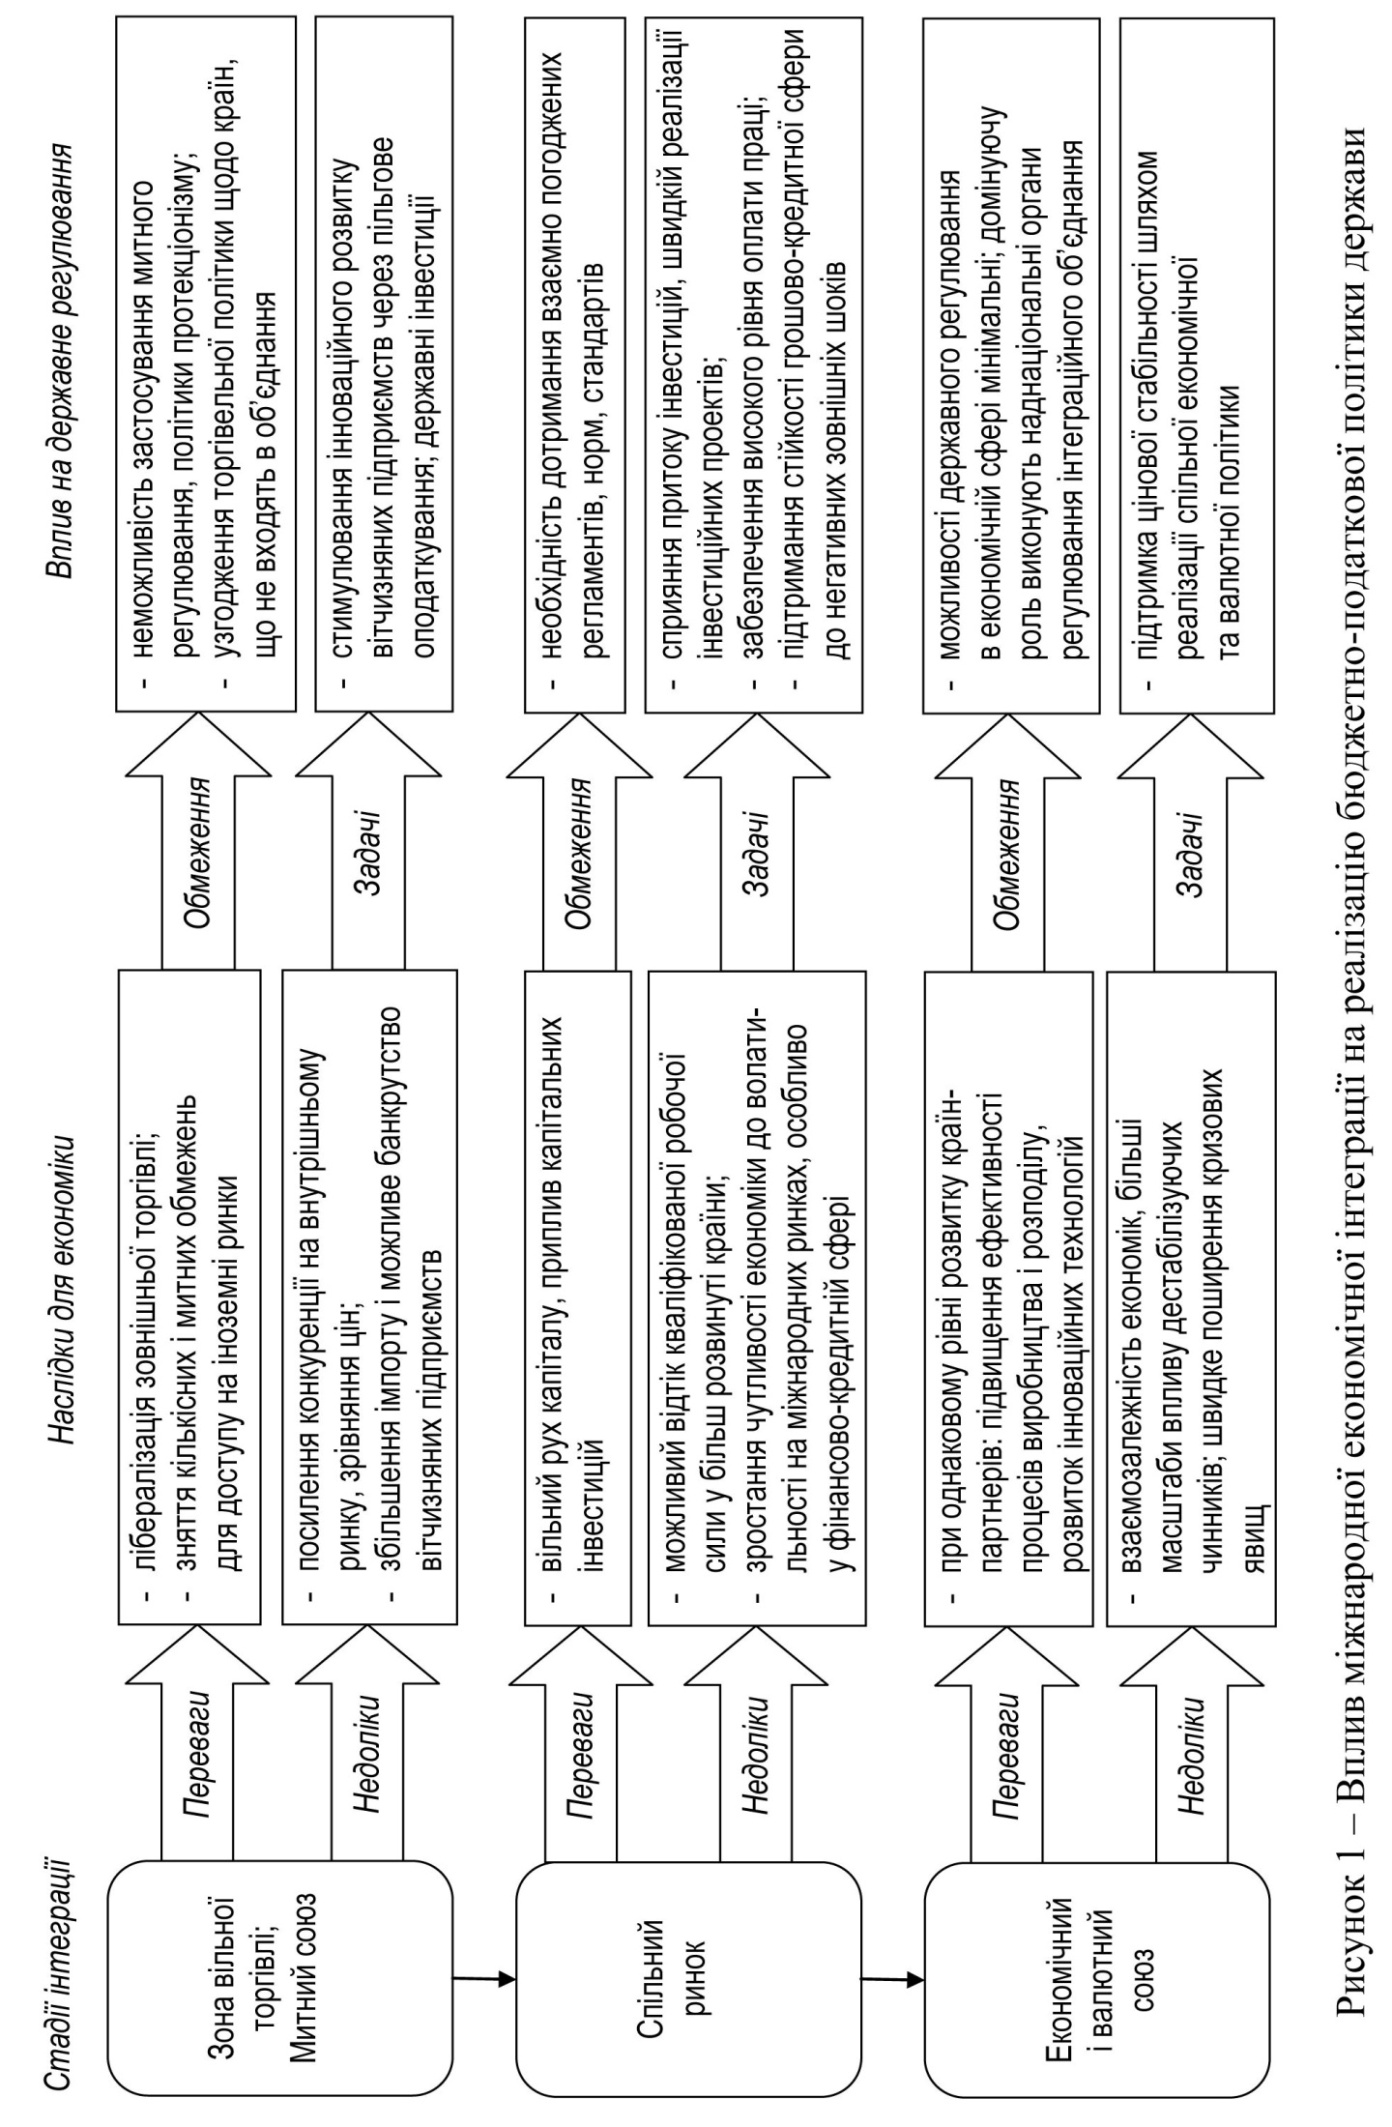 Стадії інтеграції
Наслідки для економіки
Вплив на державне регулювання
Зона вільної
торгівлі;
Митний союз
Переваги
- лібералізація зовнішньої торгівлі;
- зняття кількісних і митних обмежень
для доступу на іноземні ринки
Обмеження
- неможливість застосування митного
регулювання, політики протекціонізму;
- узгодження торгівельної політики щодо країн,
що не входять в об’єднання
Недоліки
- посилення конкуренції на внутрішньому
ринку, зрівняння цін;
- збільшення імпорту і можливе банкрутство
вітчизняних підприємств
Задачі
- стимулювання інноваційного розвитку
вітчизняних підприємств через пільгове
оподаткування; державні інвестиції
Спільний
ринок
Переваги
- вільний рух капіталу, приплив капітальних
інвестицій
Обмеження
- необхідність дотримання взаємно погоджених
регламентів, норм, стандартів
Недоліки
- можливий відтік кваліфікованої робочої
сили у більш розвинуті країни;
- зростання чутливості економіки до волати-
льності на міжнародних ринках, особливо
у фінансово-кредитній сфері
Задачі
- сприяння притоку інвестицій, швидкій реалізації
інвестиційних проектів;
- забезпечення високого рівня оплати праці;
- підтримання стійкості грошово-кредитної сфери
до негативних зовнішніх шоків
Економічний
і валютний
союз
Переваги
- при однаковому рівні розвитку країн-
партнерів: підвищення ефективності
процесів виробництва і розподілу,
розвиток інноваційних технологій
Обмеження
- можливості державного регулювання
в економічній сфері мінімальні; домінуючу
роль виконують наднаціональні органи
регулювання інтеграційного об’єднання
Недоліки
- взаємозалежність економік, більші
масштаби впливу дестабілізуючих
чинників; швидке поширення кризових
явищ
Задачі
- підтримка цінової стабільності шляхом
реалізації спільної економічної
та валютної політики
Рисунок 1 – Вплив міжнародної економічної інтеграції на реалізацію бюджетно-податкової політики держави